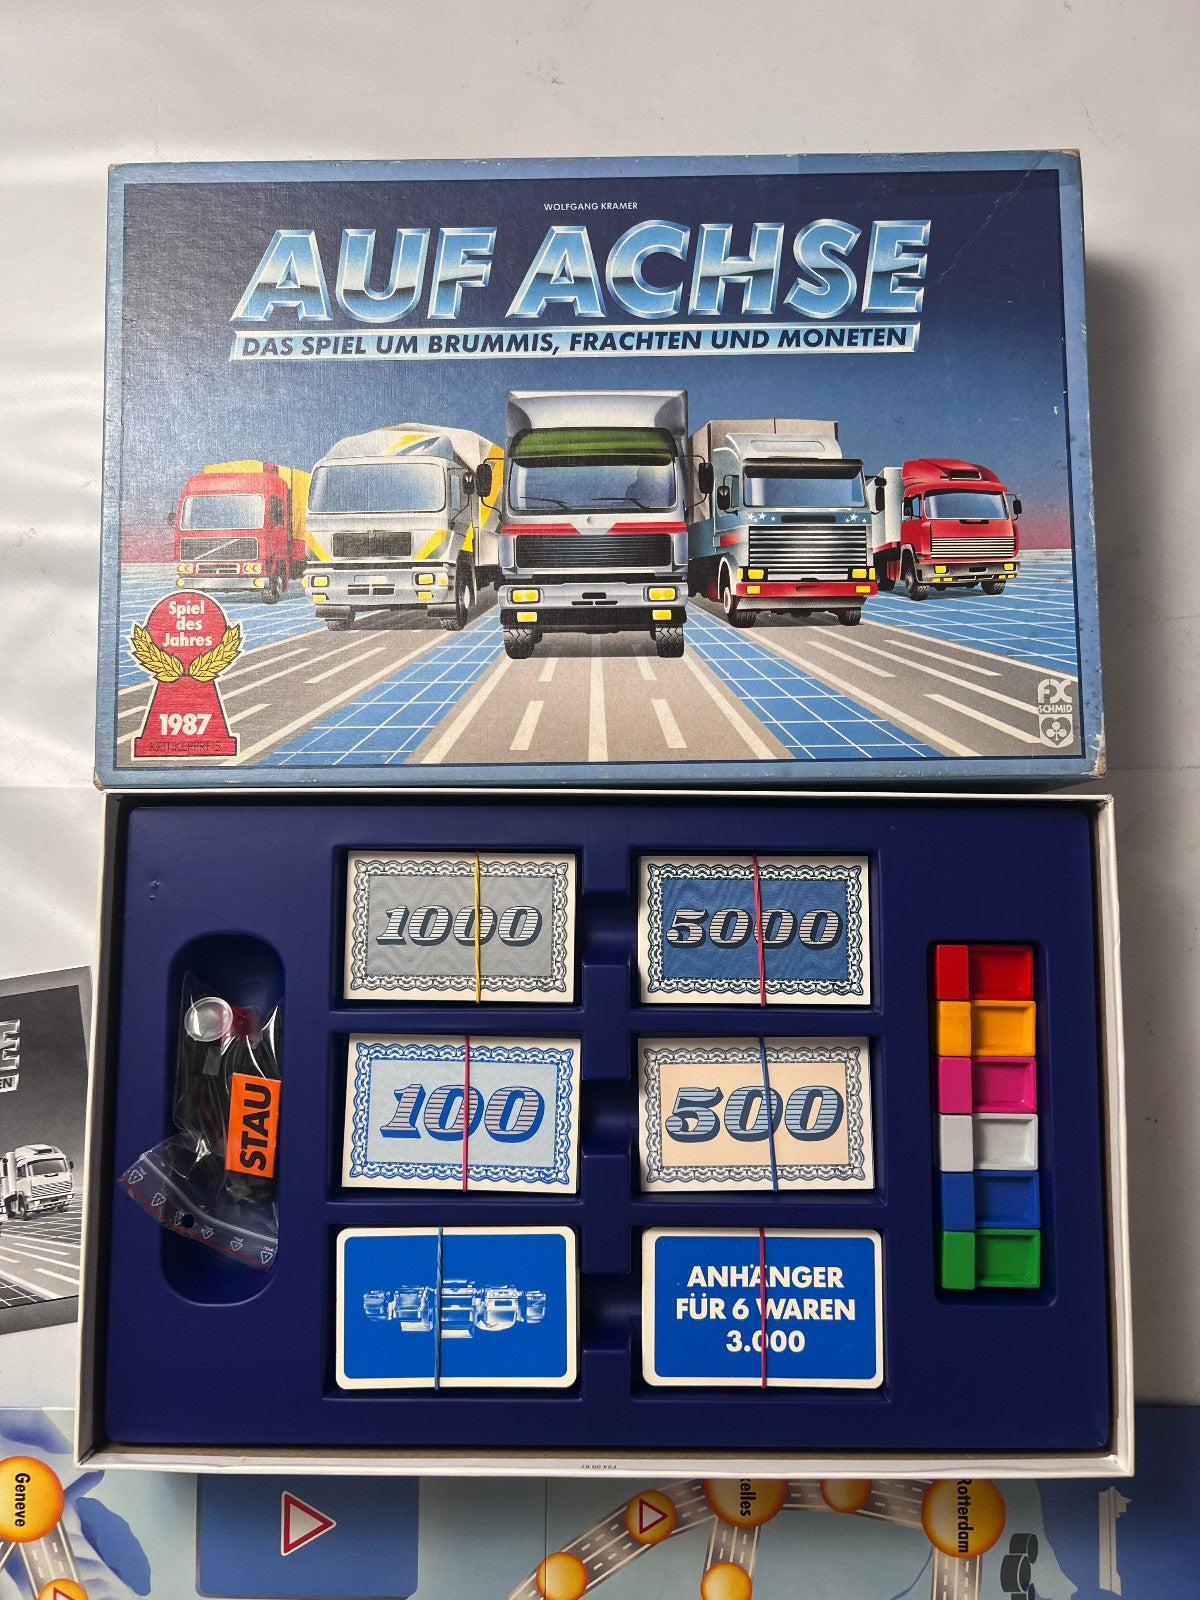 WOLFGANG KRAMER
AUF ACHSE
DAS SPIEL UM BRUMMIS, FRACHTEN UND MONETEN
Spiel
des
Jahres
1987
KRITIKERPREIS
FX
SCHMID
1000
5000
100
500
STAU
ANHÄNGER
FÜR 6 WAREN
3.000
Geneve
Rotterdam